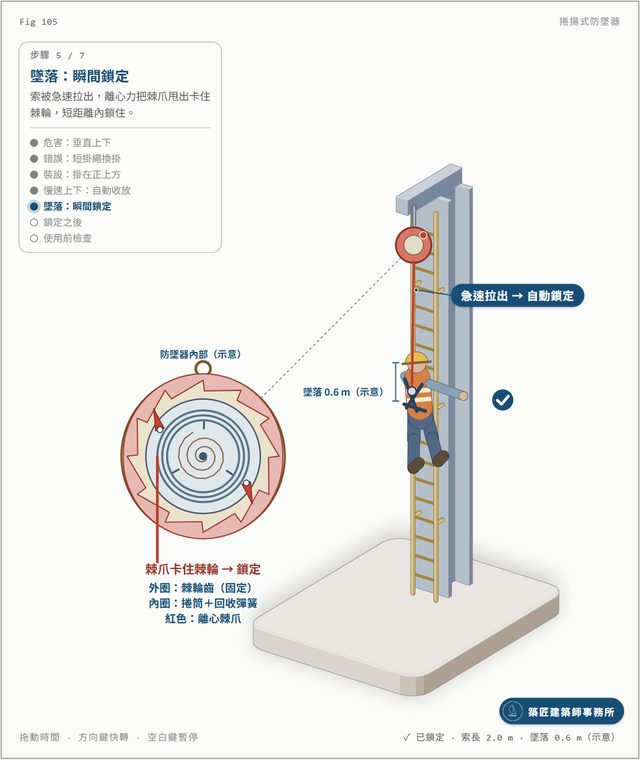 Fig 105
捲揚式防墜器
步驟 5 / 7
墜落：瞬間鎖定
索被急速拉出，離心力把棘爪甩出卡住
棘輪，短距離內鎖住。
危害：垂直上下
錯誤：短掛繩換掛
裝設：掛在正上方
慢速上下：自動收放
墜落：瞬間鎖定
鎖定之後
使用前檢查
急速拉出 → 自動鎖定
防墜器內部（示意）
墜落 0.6 m（示意）
棘爪卡住棘輪 → 鎖定
外圈：棘輪齒（固定）
內圈：捲筒＋回收彈簧
紅色：離心棘爪
築匠建築師事務所
拖動時間 · 方向鍵快轉 · 空白鍵暫停
✓ 已鎖定 · 索長 2.0 m · 墜落 0.6 m（示意）